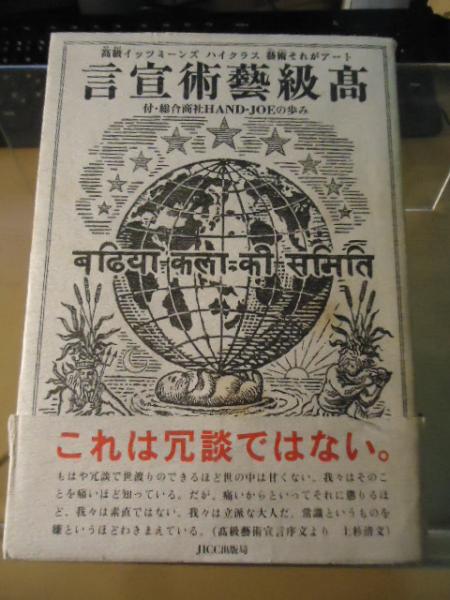 高級イッツミーンズ ハイクラス 藝術それがアート
言宣術藝級髙
付・総合商社HAND-JOEの歩み
बढिया कला की समिति
これは冗談ではない。
もはや冗談で世渡りのできるほど世の中は甘くない。我々はそのこ
とを痛いほど知っている。だが、痛いからといってそれに懲りるほ
ど、我々は素直ではない。我々は立派な大人だ。常識というものを
嫌というほどわきまえている。(髙級藝術宣言序文より 上杉清文)
JICC出版局